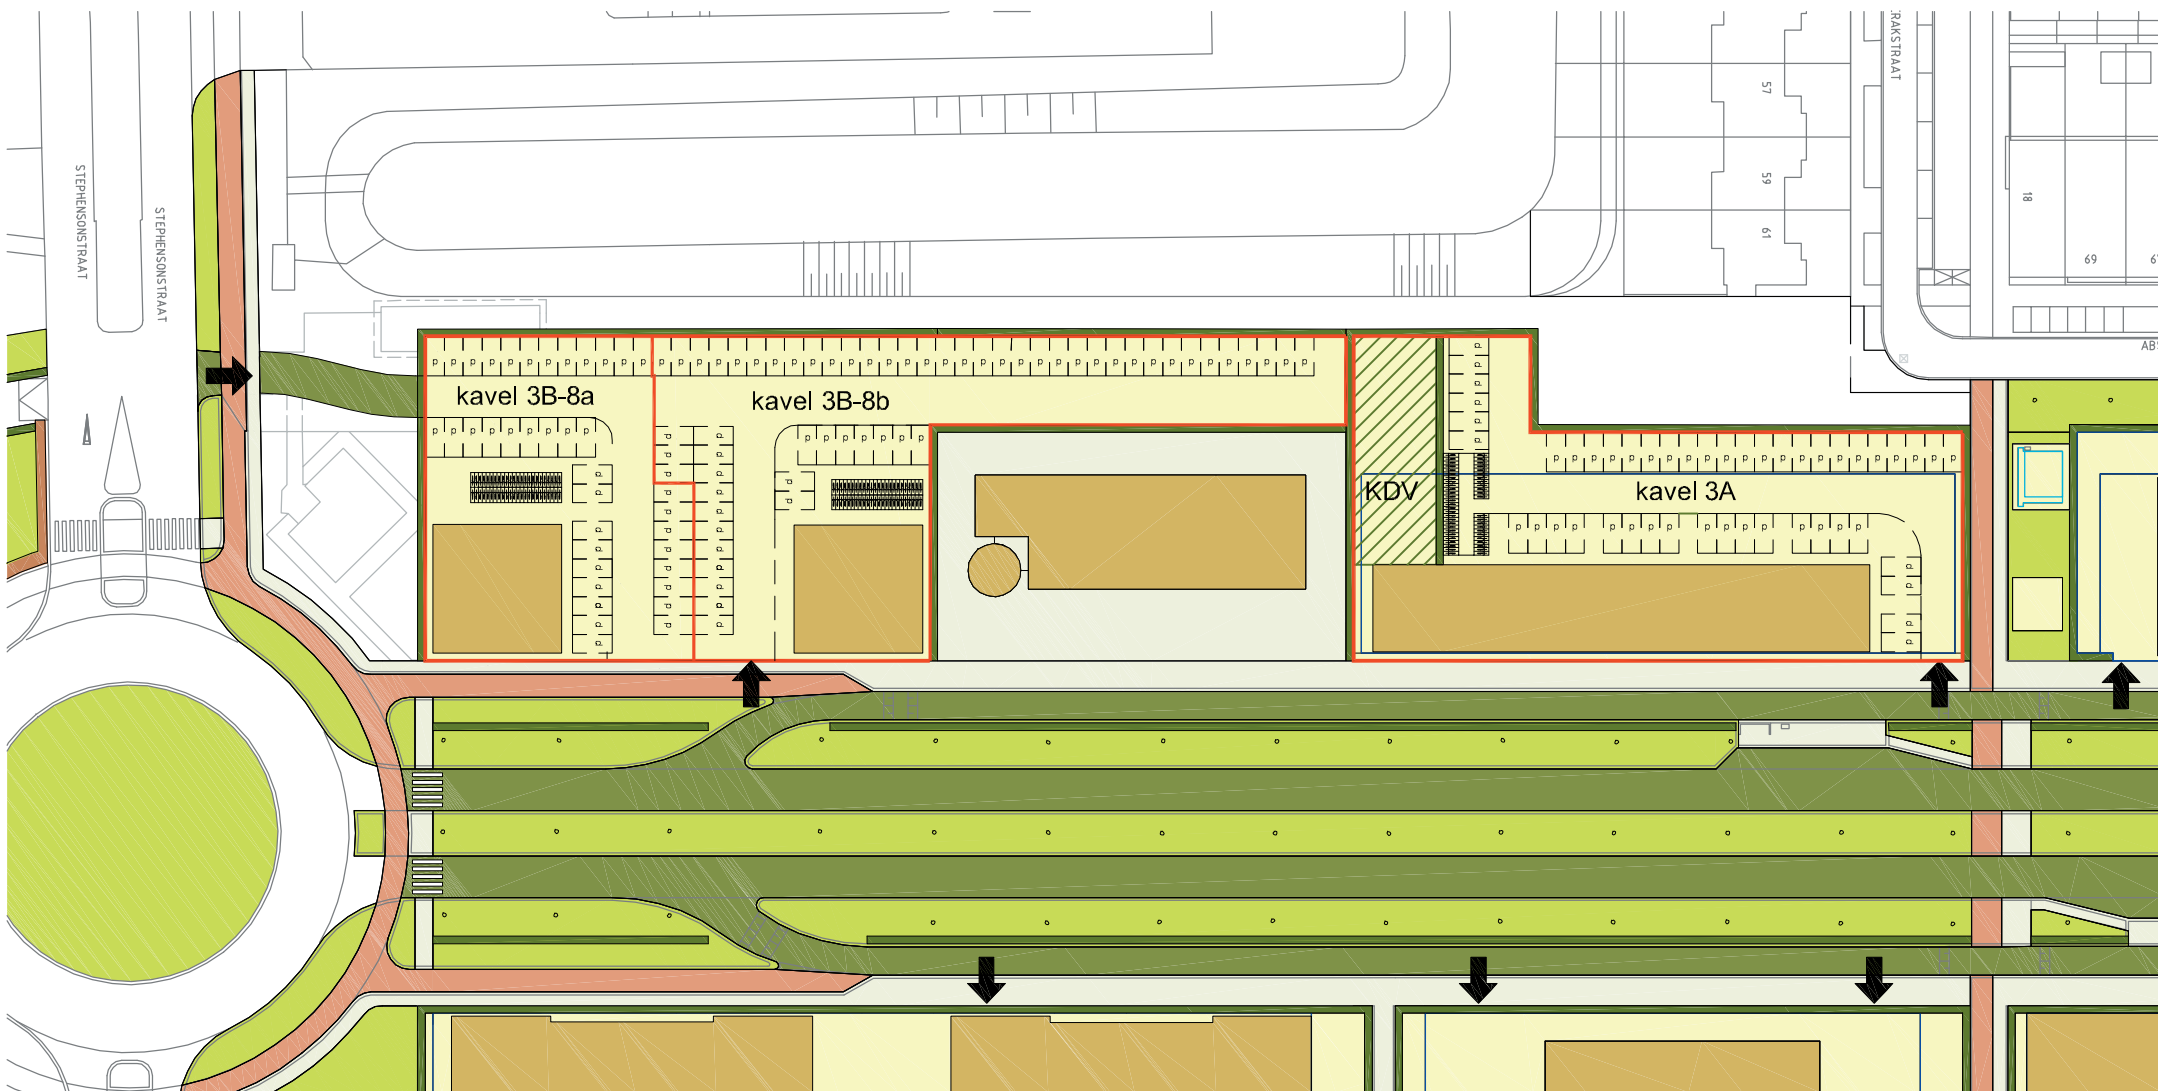 STEPHENSONSTRAAT
STEPHENSONSTRAAT
57
59
61
18
69
kavel 3B-8a
kavel 3B-8b
KDV
kavel 3A